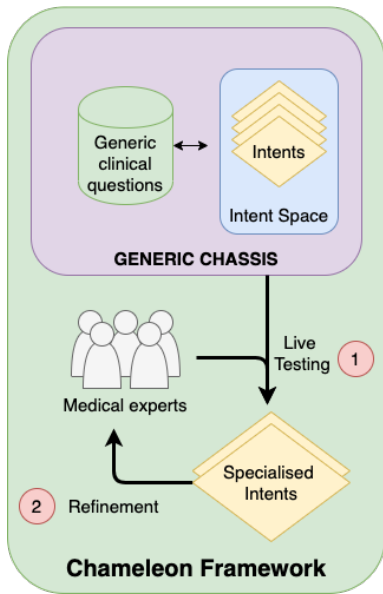 Generic
clinical
questions
Intents
Intent Space
GENERIC CHASSIS
Live
Testing
1
Medical experts
Specialised
Intents
2
Refinement
Chameleon Framework